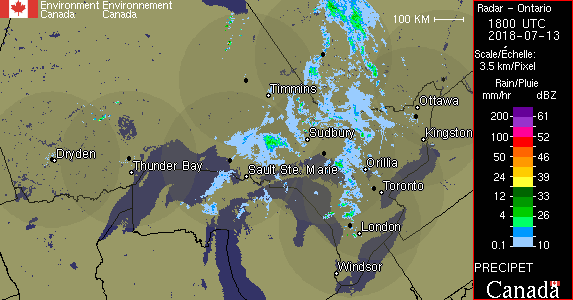 Environment Environnement
Canada Canada
100 KM
Radar - Ontario
1800 UTC
2018-07-13
Scale/Échelle:
3.5 km/Pixel
Rain/Pluie
mm/hr dBZ
200 61
100 52
50 46
24 39
12 33
4 26
0.1 10
PRECIPET
Canada
Timmins
Ottawa
Sudbury
Kingston
Dryden
Thunder Bay
Sault Ste. Marie
Orillia
Toronto
London
Windsor